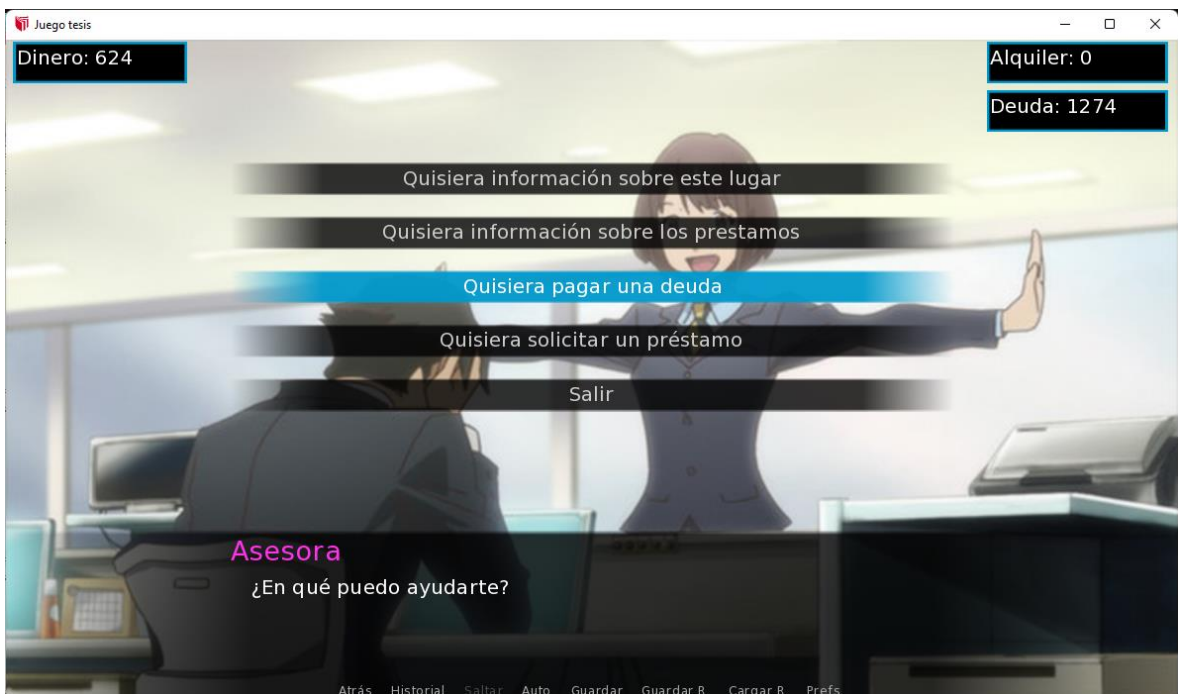 Juego tesis
Dinero: 624
Alquiler: 0
Deuda: 1274
Quisiera información sobre este lugar
Quisiera información sobre los prestamos
Quisiera pagar una deuda
Quisiera solicitar un préstamo
Salir
Asesora
¿En qué puedo ayudarte?
Atrás Historial Saltar Auto Guardar Guardar R. Cargar R. Prefs.